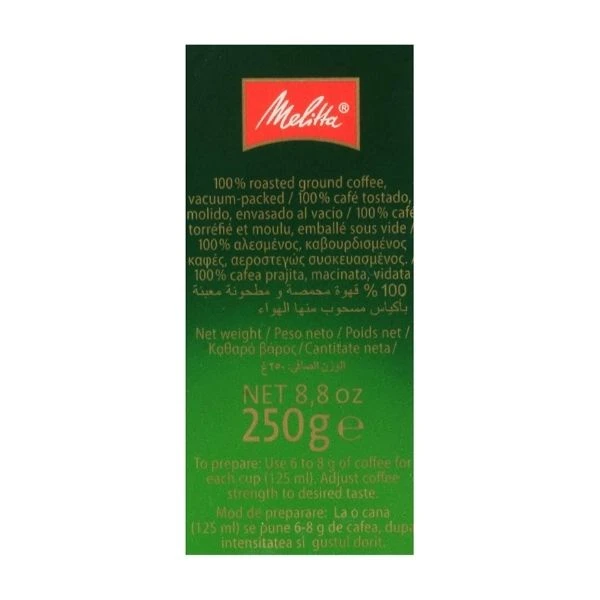 Melitta®
100% roasted ground coffee,
vacuum-packed / 100% café tostado,
molido, envasado al vacio / 100% café
torréfié et moulu, emballé sous vide /
100% αλεσμένος, καβουρδισμένος
καφές, αεροστεγώς συσκευασμένος. /
100% cafea prajita, macinata, vidata
100% قهوة محمصة و مطحونة معبئة
بأكياس مسحوب منها الهواء
Net weight / Peso neto / Poids net /
Καθαρό βάρος / Cantitate neta /
الوزن الصافي: ٢٥٠غ
NET 8,8 oz
250g ℮
To prepare: Use 6 to 8 g of coffee for
each cup (125 ml). Adjust coffee
strength to desired taste.
Mod de preparare: La o cana
(125 ml) se pune 6-8 g de cafea, dupa
intensitatea si gustul dorit.